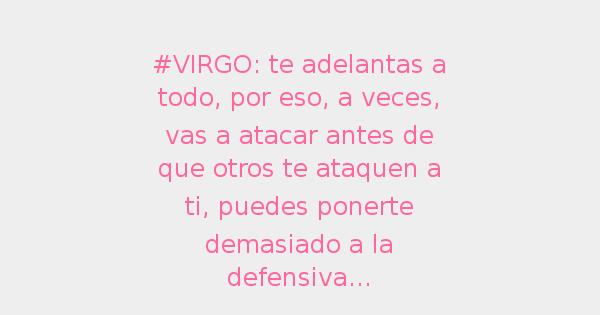 #VIRGO: te adelantas a
todo, por eso, a veces,
vas a atacar antes de
que otros te ataquen a
ti, puedes ponerte
demasiado a la
defensiva...